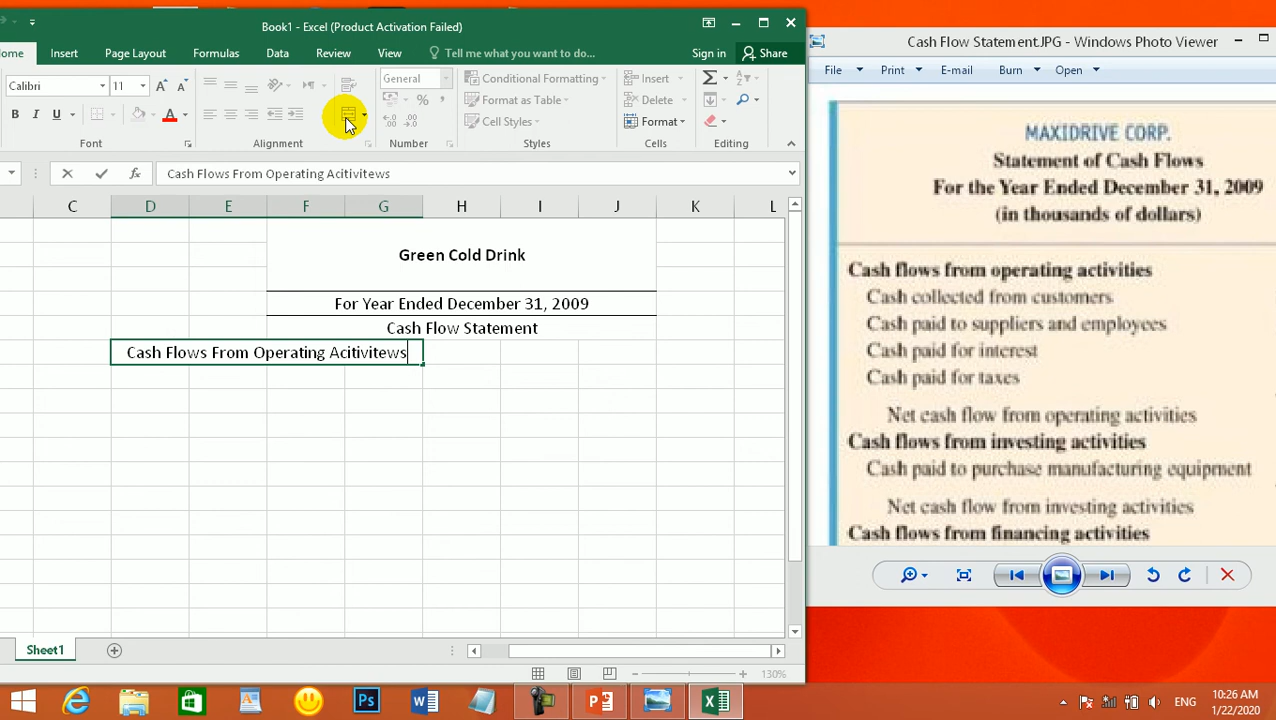 Book1 - Excel (Product Activation Failed)
ome Insert Page Layout Formulas Data Review View Tell me what you want to do... Sign in Share
Calibri 11 General Conditional Formatting Insert
B I U A % , Format as Table Delete
Cell Styles Format
Font Alignment Number Styles Cells Editing
fx Cash Flows From Operating Acitivitews
C D E F G H I J K L
Green Cold Drink
For Year Ended December 31, 2009
Cash Flow Statement
Cash Flows From Operating Acitivitews
Sheet1
130%
Cash Flow Statement.JPG - Windows Photo Viewer
File Print E-mail Burn Open
MAXIDRIVE CORP.
Statement of Cash Flows
For the Year Ended December 31, 2009
(in thousands of dollars)
Cash flows from operating activities
Cash collected from customers
Cash paid to suppliers and employees
Cash paid for interest
Cash paid for taxes
Net cash flow from operating activities
Cash flows from investing activities
Cash paid to purchase manufacturing equipment
Net cash flow from investing activities
Cash flows from financing activities
ENG
10:26 AM
1/22/2020